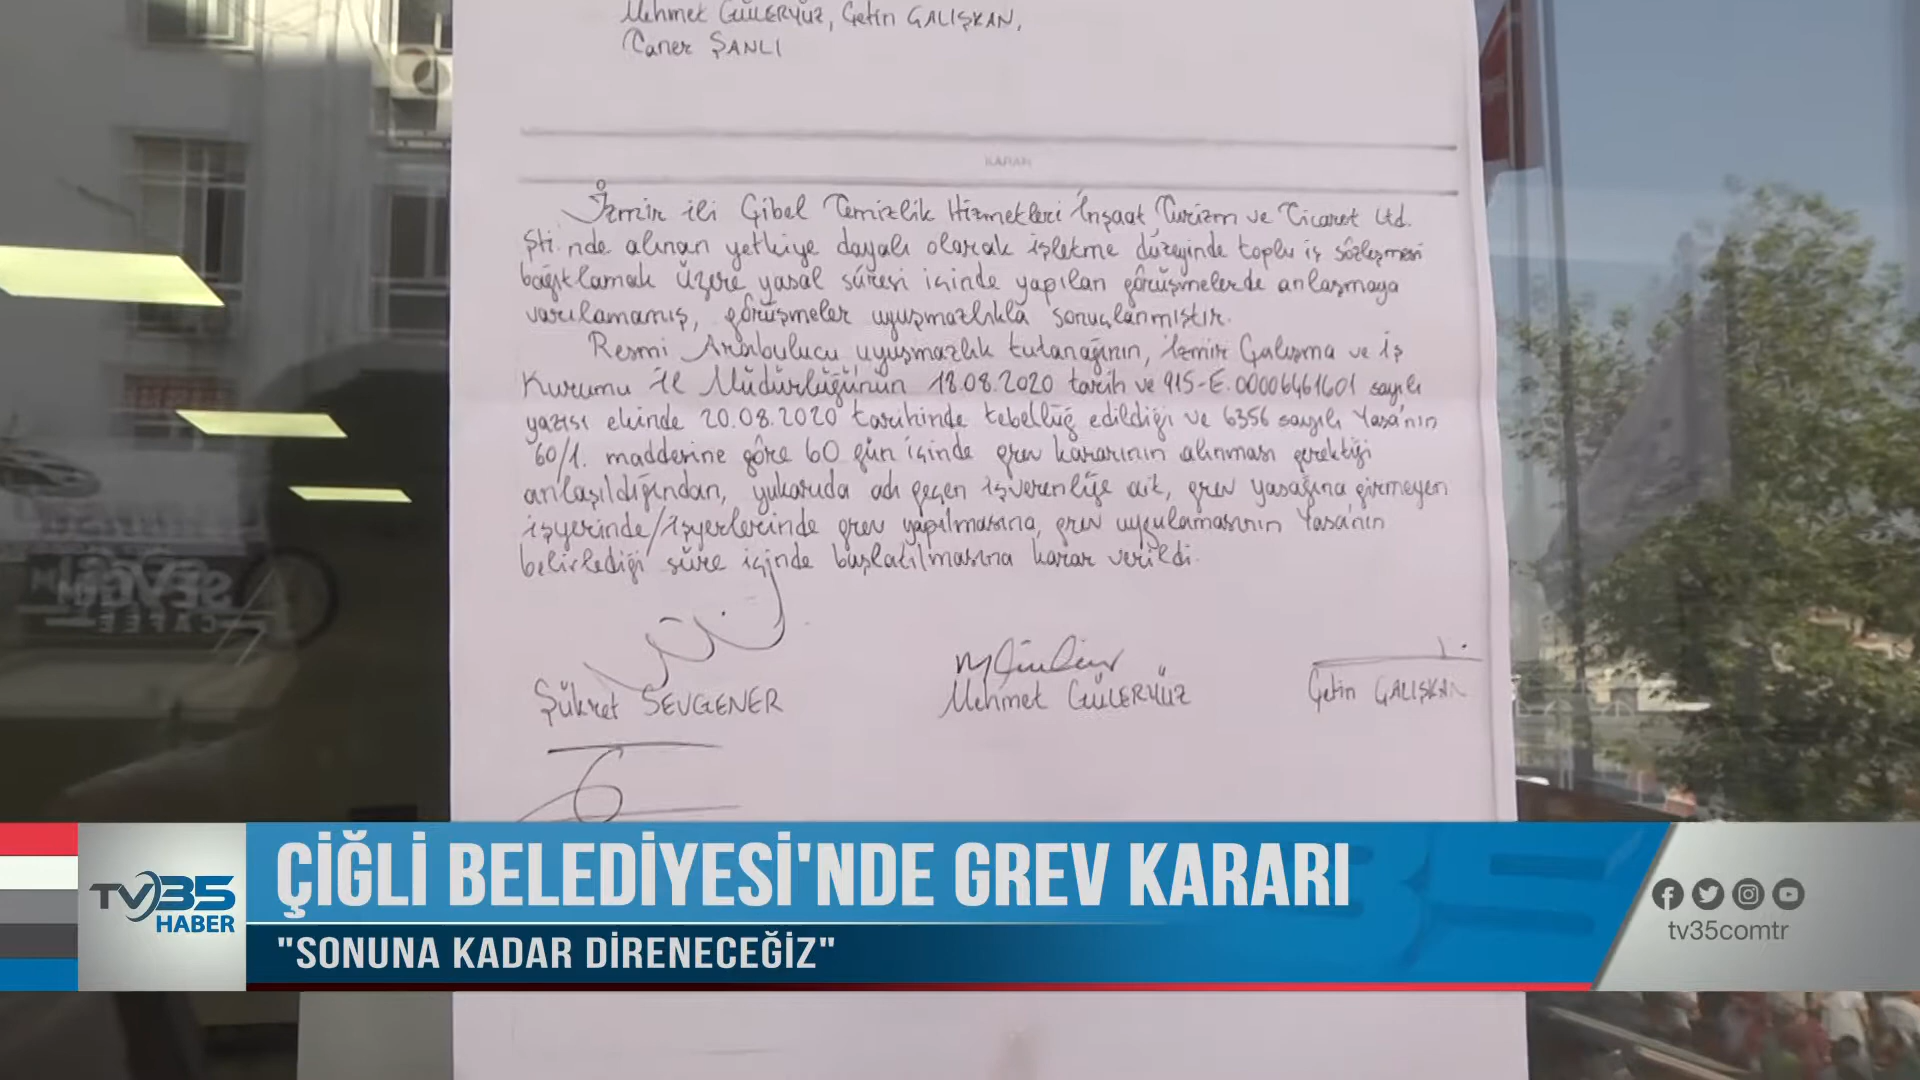 Mehmet GÜLERYÜZ, Çetin ÇALIŞKAN,
Caner ŞANLI
KARAR
İzmir ili Çibel Temizlik Hizmetleri İnşaat Turizm ve Ticaret Ltd.
Şti.nde alınan yetkiye dayalı olarak işletme düzeyinde toplu iş sözleşmesi
bağıtlamak üzere yasal süresi içinde yapılan görüşmelerde anlaşmaya
varılamamış, görüşmeler uyuşmazlıkla sonuçlanmıştır.
Resmi Arabulucu uyuşmazlık tutanağının, İzmir Çalışma ve İş
Kurumu İl Müdürlüğünün 18.08.2020 tarih ve 915-E.00006461601 sayılı
yazısı ekinde 20.08.2020 tarihinde tebellüğ edildiği ve 6356 sayılı Yasa'nın
60/1. maddesine göre 60 gün içinde grev kararının alınması gerektiği
anlaşıldığından, yukarıda adı geçen işverenliğe ait, grev yasağına girmeyen
işyerinde/işyerlerinde grev yapılmasına, grev uygulamasının Yasa'nın
belirlediği süre içinde başlatılmasına karar verildi.
Şükret SEVGENER
Mehmet GÜLERYÜZ
Çetin ÇALIŞKAN
SEVGÜN
CAFEE
TV35
HABER
ÇİĞLİ BELEDİYESİ'NDE GREV KARARI
"SONUNA KADAR DİRENECEĞİZ"
tv35comtr